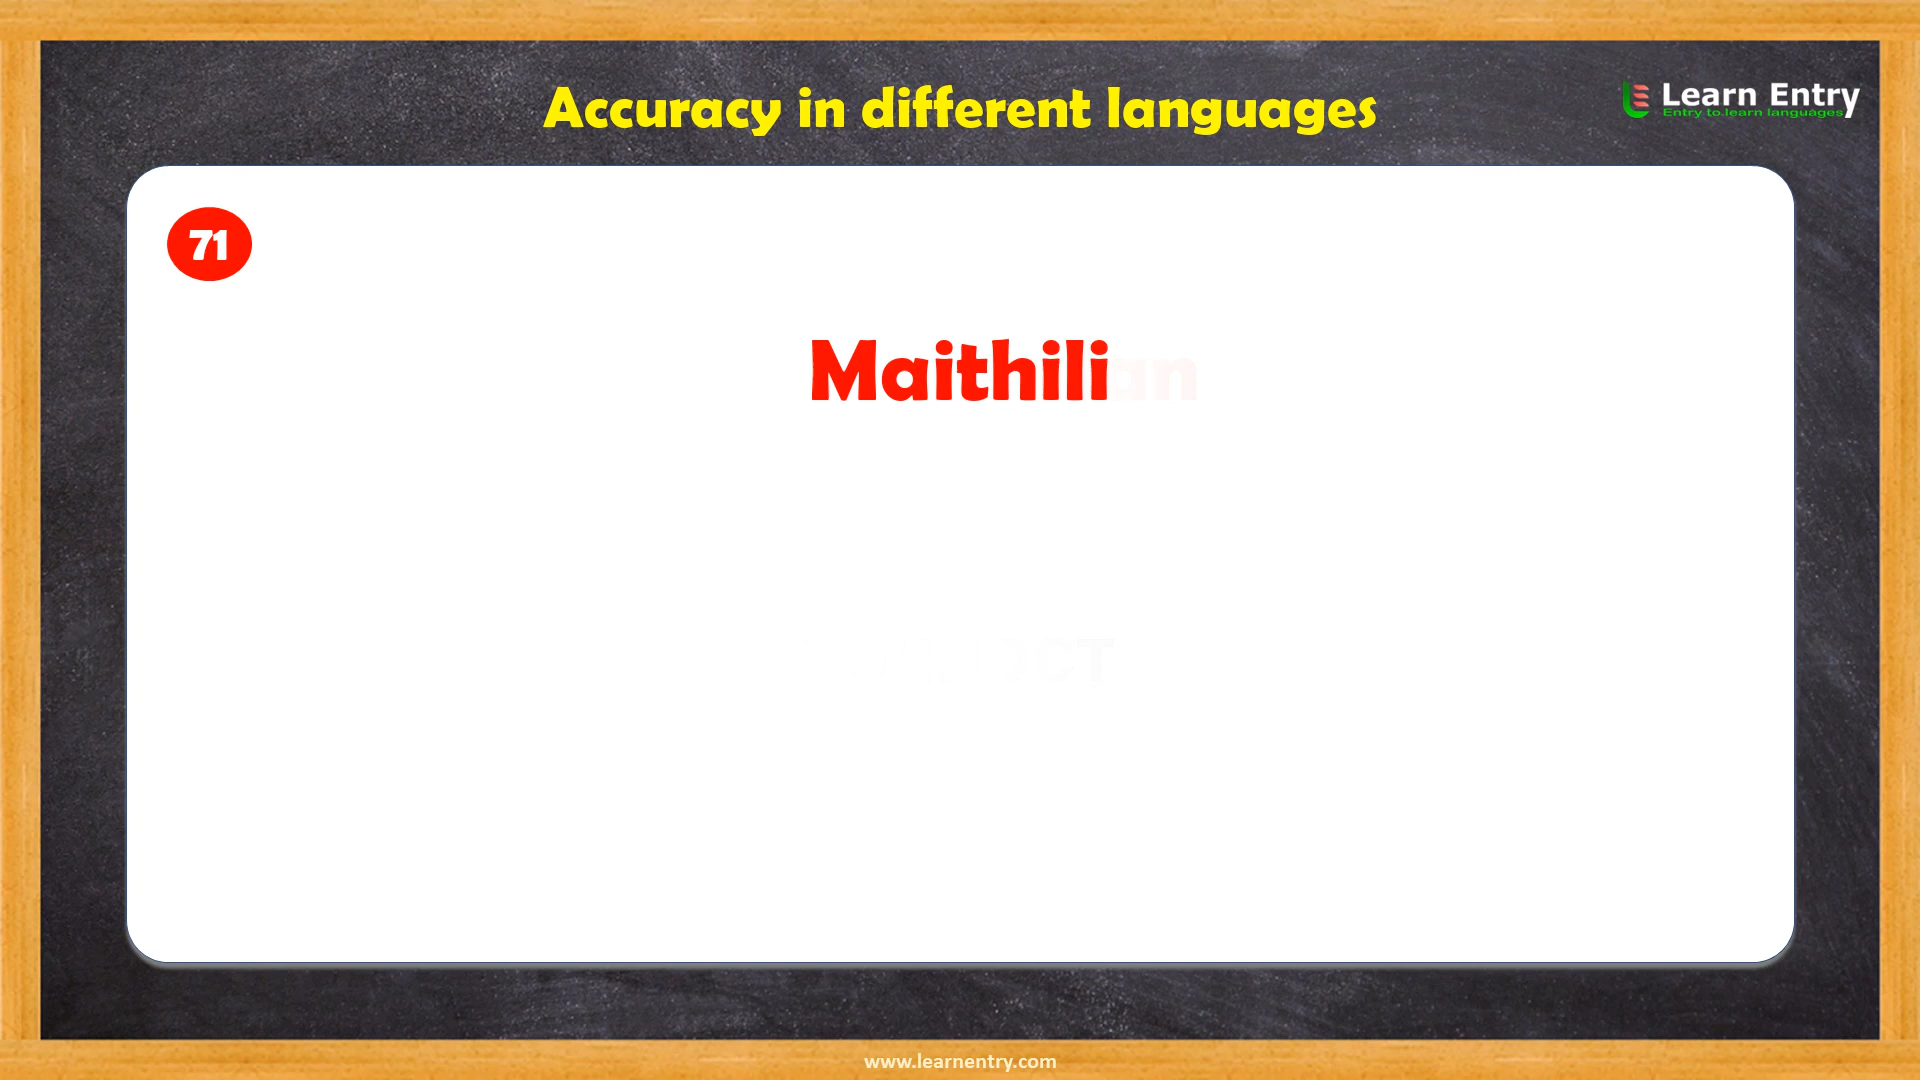 Accuracy in different languages
Learn Entry
Entry to learn languages
71
Maithili
www.learnentry.com